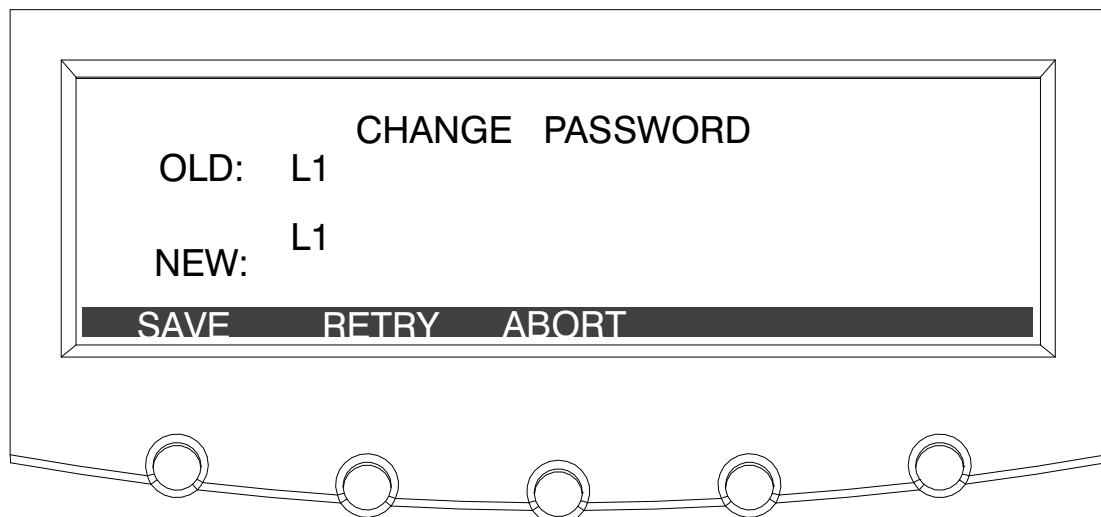 CHANGE PASSWORD
OLD: L1
L1
NEW:
SAVE RETRY ABORT